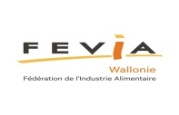 FEVIA
Wallonie
Fédération de l'Industrie Alimentaire